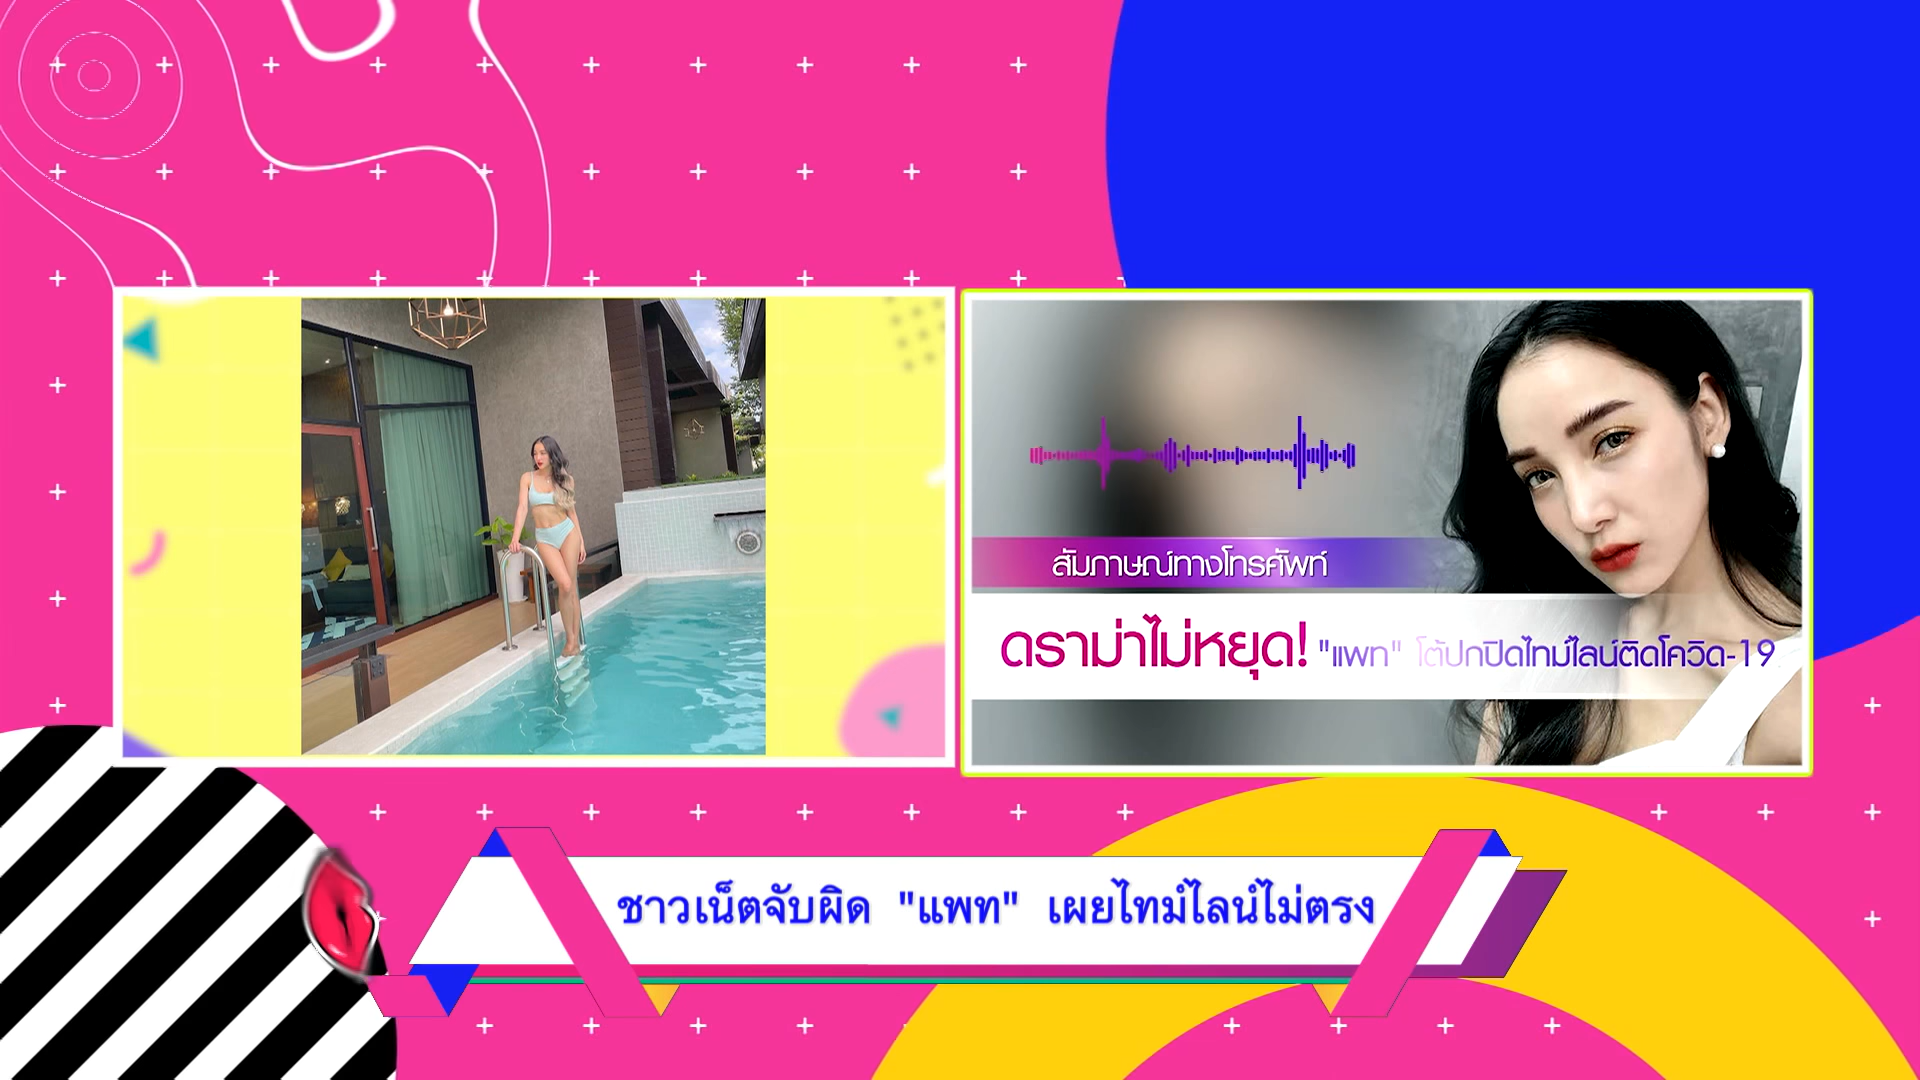 สัมภาษณ์ทางโทรศัพท์
ดราม่าไม่หยุด! "แพท" โต้ปกปิดไทม์ไลน์ติดโควิด-19
ชาวเน็ตจับผิด "แพท" เผยไทม์ไลน์ไม่ตรง